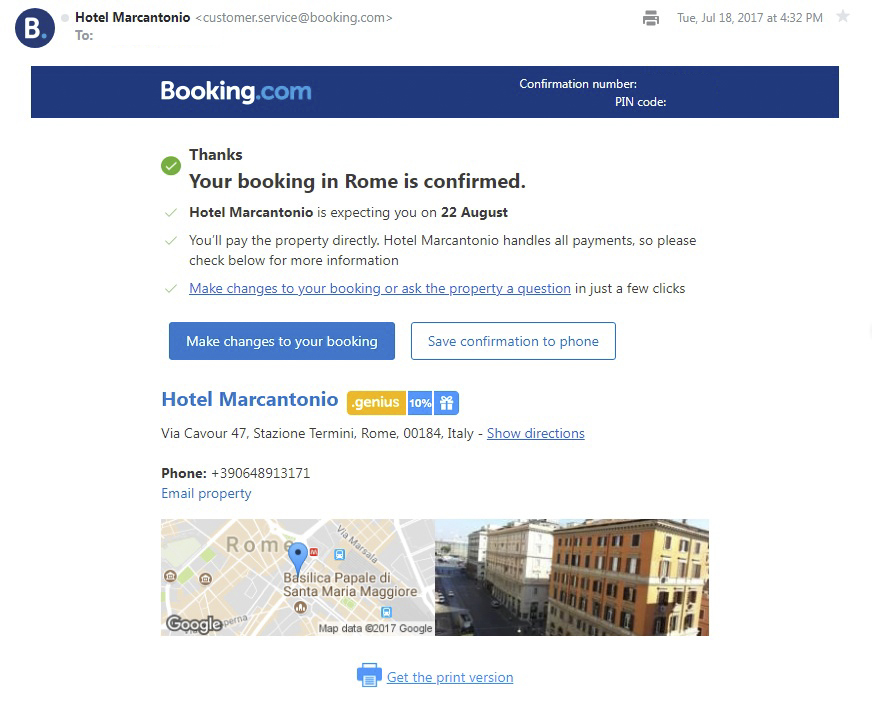 B.
Hotel Marcantonio <customer.service@booking.com>
Tue, Jul 18, 2017 at 4:32 PM
To:
Booking.com
Confirmation number:
PIN code:
Thanks
Your booking in Rome is confirmed.
Hotel Marcantonio is expecting you on 22 August
You'll pay the property directly. Hotel Marcantonio handles all payments, so please
check below for more information
Make changes to your booking or ask the property a question in just a few clicks
Make changes to your booking
Save confirmation to phone
Hotel Marcantonio .genius 10%
Via Cavour 47, Stazione Termini, Rome, 00184, Italy - Show directions
Phone: +390648913171
Email property
Via Marsala
Rome
M
Basilica Papale di
Santa Maria Maggiore
Google
perna
Map data ©2017 Google
Get the print version